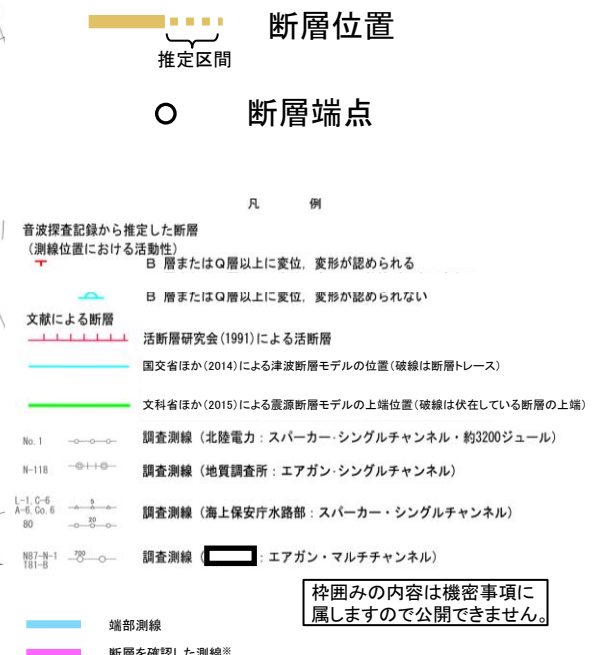 断層位置
推定区間
断層端点
凡　例
音波探査記録から推定した断層
(測線位置における活動性)
B 層またはQ層以上に変位，変形が認められる
B 層またはQ層以上に変位，変形が認められない
文献による断層
活断層研究会(1991)による活断層
国交省ほか(2014)による津波断層モデルの位置(破線は断層トレース)
文科省ほか(2015)による震源断層モデルの上端位置(破線は伏在している断層の上端)
No. 1 調査測線（北陸電力：スパーカー・シングルチャンネル・約3200ジュール）
N-118 調査測線（地質調査所：エアガン・シングルチャンネル）
L-1, C-6
A-6, Co. 6 5 調査測線（海上保安庁水路部：スパーカー・シングルチャンネル）
80 20
N87-N-1 720 調査測線（ ：エアガン・マルチチャンネル）
T81-B
枠囲みの内容は機密事項に
属しますので公開できません。
端部測線
断層を確認した測線※